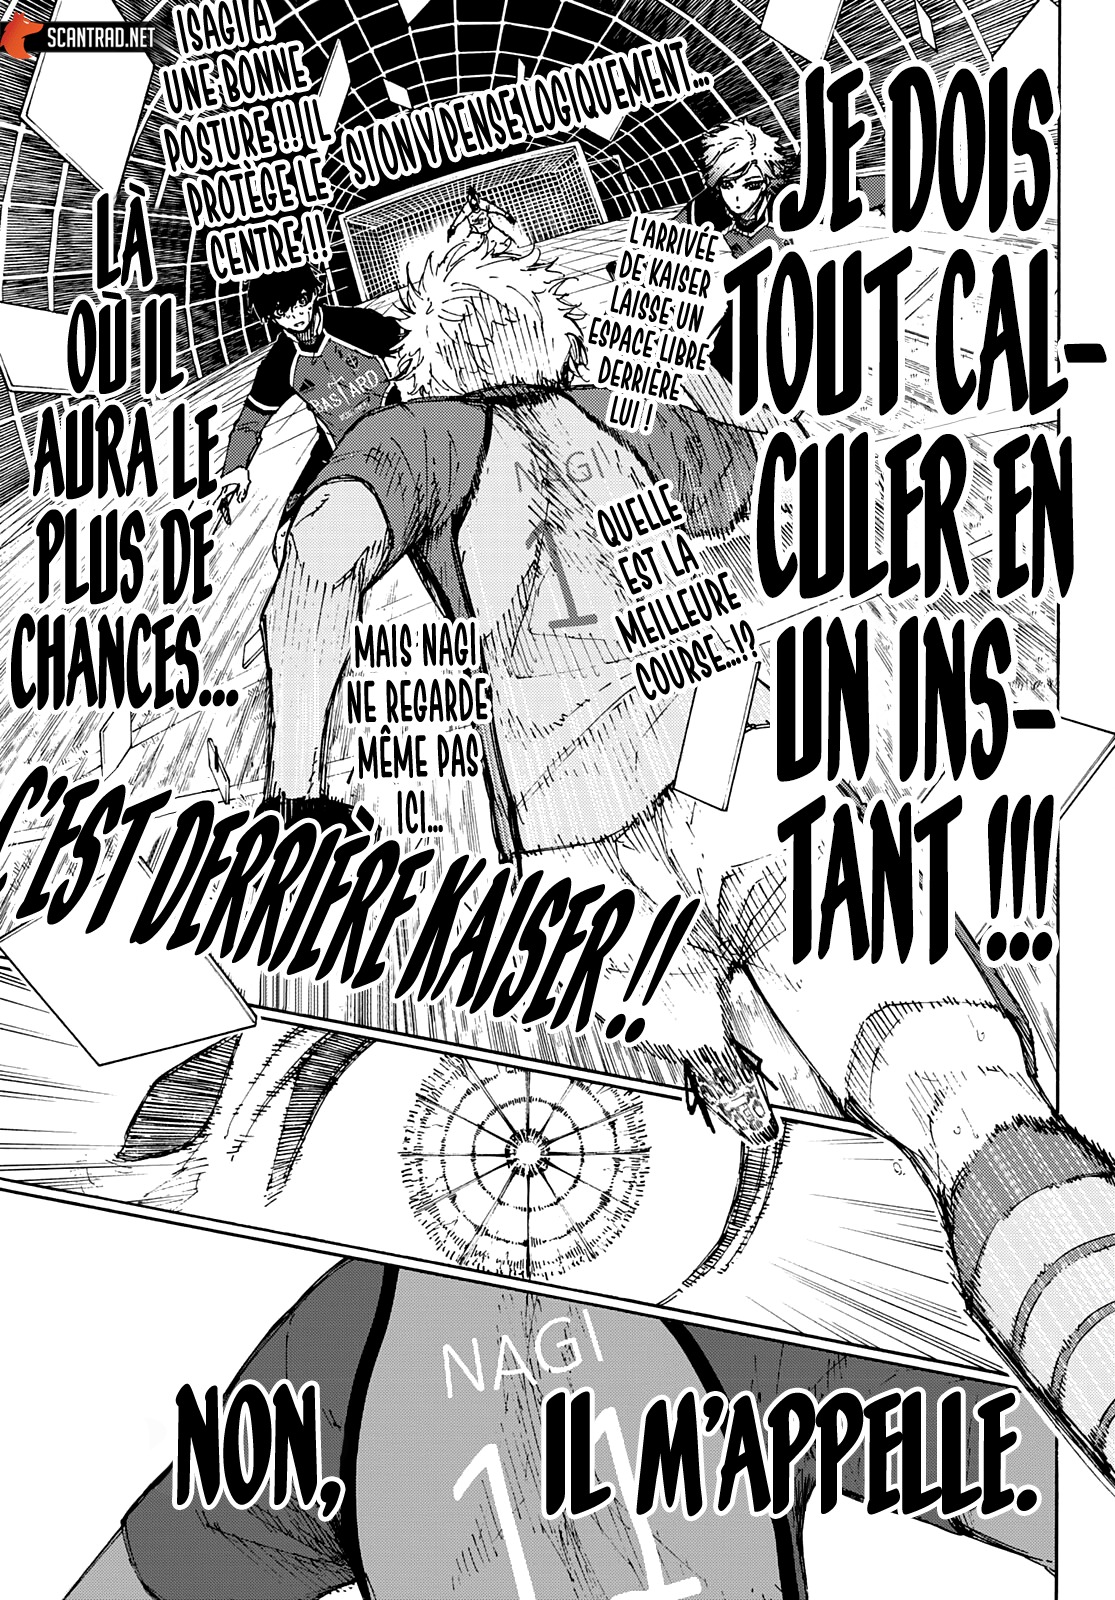 SCANTRAD.NET
JE DOIS
TOUT CAL-
CULER EN
UN INS-
TANT !!!
SI ON Y PENSE LOGIQUEMENT...
ISAGI A
UNE BONNE
POSTURE !! IL
PROTÈGE LE
CENTRE !!
L'ARRIVÉE
DE KAISER
LAISSE UN
ESPACE LIBRE
DERRIÈRE
LUI !
QUELLE
EST LA
MEILLEURE
COURSE...!?
LÀ
OÙ IL
AURA LE
PLUS DE
CHANCES...
MAIS NAGI
NE REGARDE
MÊME PAS
ICI...
C'EST DERRIÈRE KAISER !!
BASTARD
NAGI
1
NAGI
11
NON,
IL M'APPELLE.